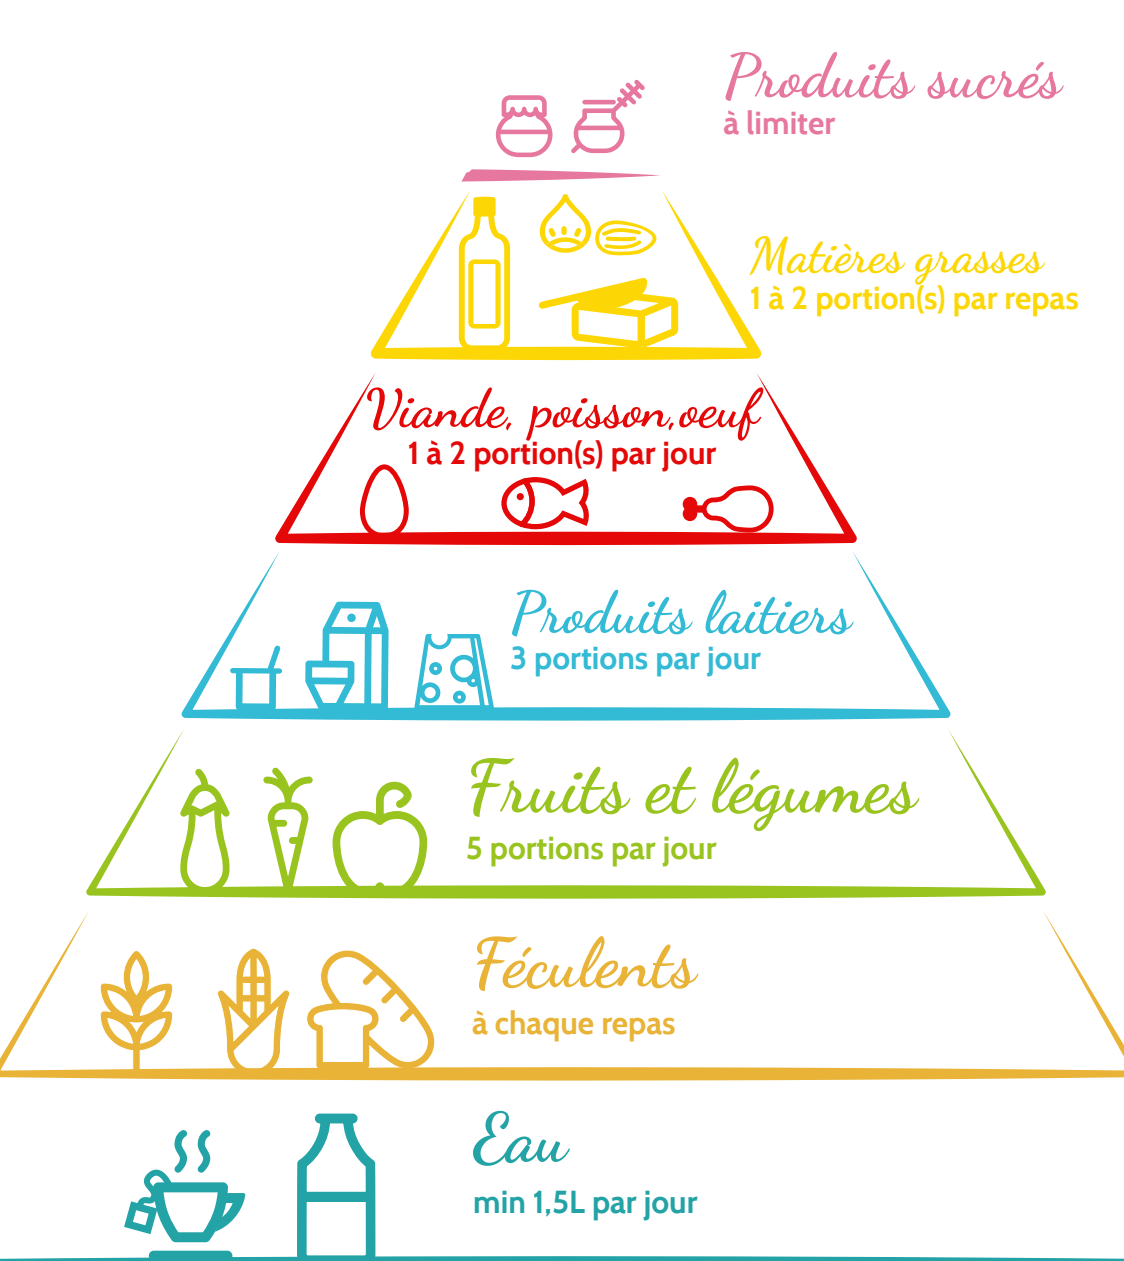 Produits sucrés
à limiter
Matières grasses
1 à 2 portion(s) par repas
Viande, poisson,oeuf
1 à 2 portion(s) par jour
Produits laitiers
3 portions par jour
Fruits et légumes
5 portions par jour
Féculents
à chaque repas
Eau
min 1,5L par jour